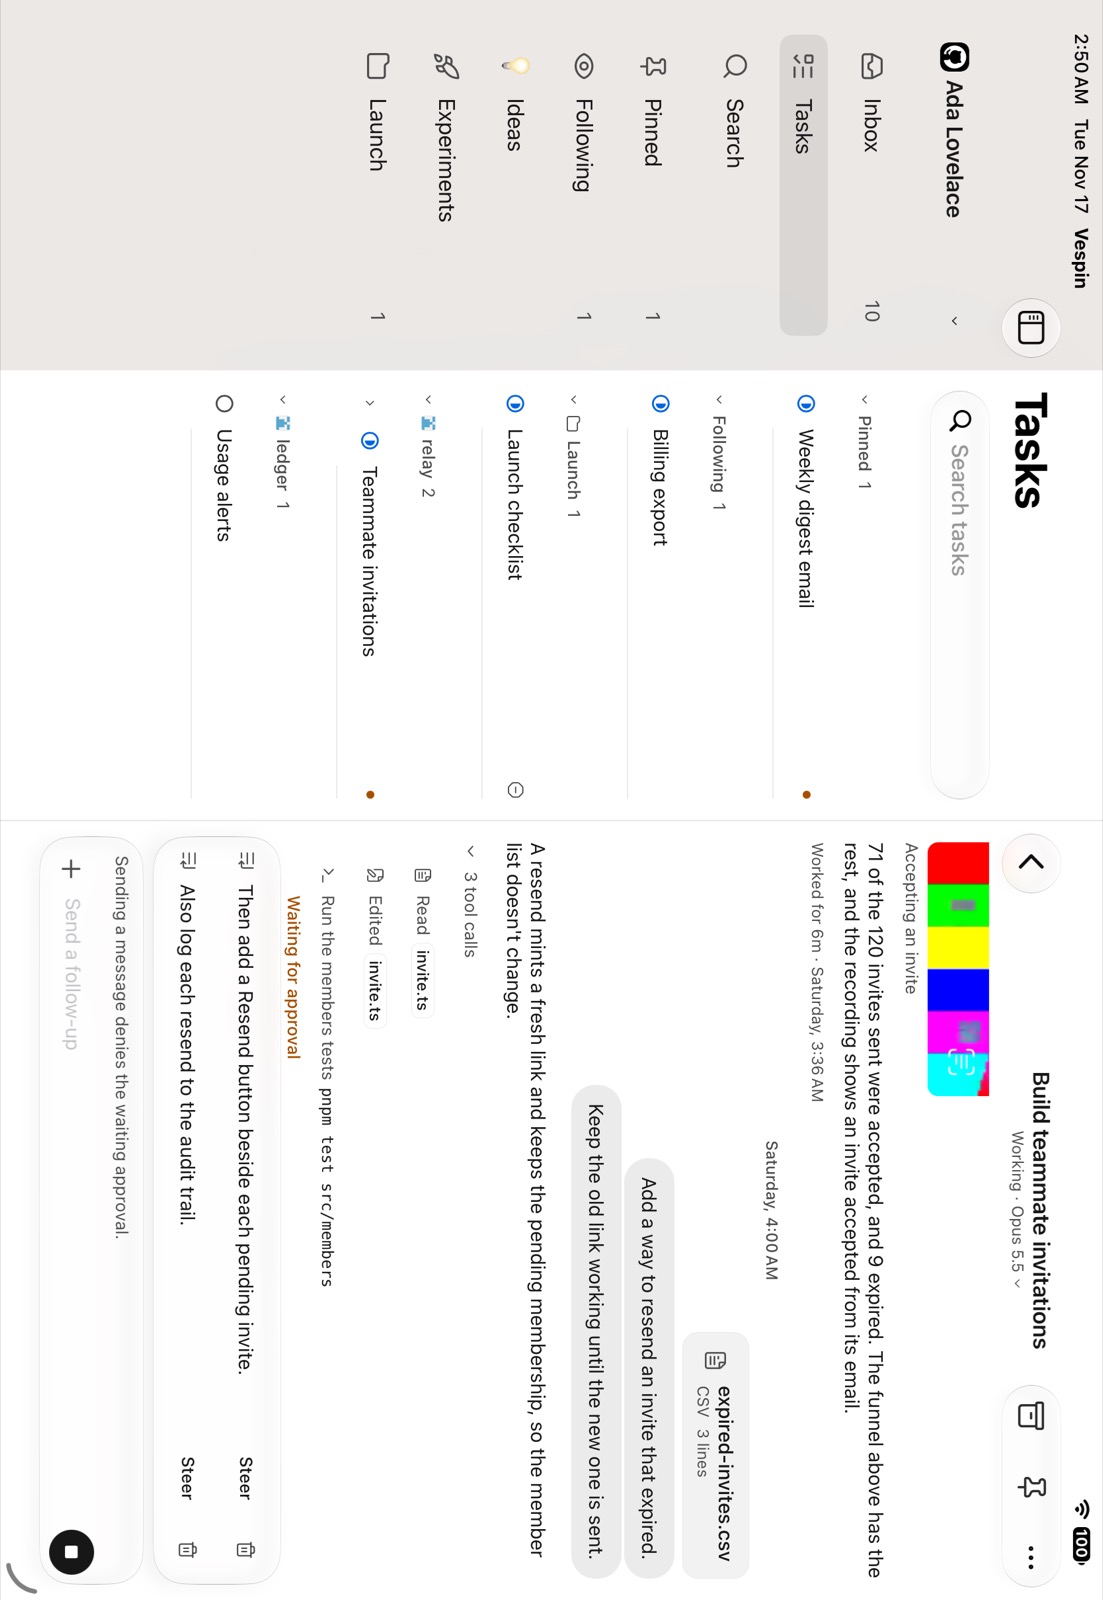 2:50 AM Tue Nov 17 Vespin
100
Ada Lovelace
Inbox 10
Tasks
Search
Pinned 1
Following 1
Ideas
Experiments
Launch 1
Tasks
Search tasks
Pinned 1
Weekly digest email
Following 1
Billing export
Launch 1
Launch checklist
relay 2
Teammate invitations
ledger 1
Usage alerts
Build teammate invitations
Working · Opus 5.5
Accepting an invite
71 of the 120 invites sent were accepted, and 9 expired. The funnel above has the
rest, and the recording shows an invite accepted from its email.
Worked for 6m · Saturday, 3:36 AM
Saturday, 4:00 AM
expired-invites.csv
CSV 3 lines
Add a way to resend an invite that expired.
Keep the old link working until the new one is sent.
A resend mints a fresh link and keeps the pending membership, so the member
list doesn't change.
3 tool calls
Read invite.ts
Edited invite.ts
Run the members tests pnpm test src/members
Waiting for approval
Then add a Resend button beside each pending invite. Steer
Also log each resend to the audit trail. Steer
Sending a message denies the waiting approval.
Send a follow-up